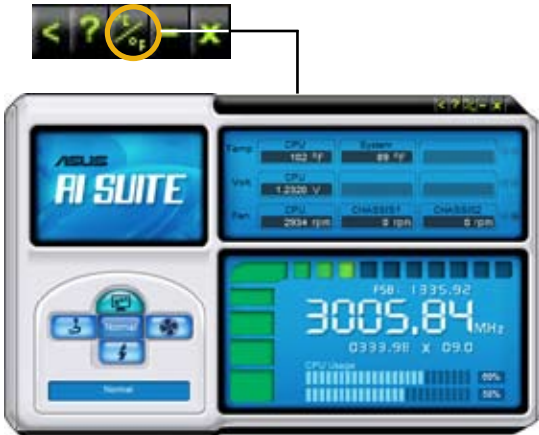 < ? °C/°F - x
< ? - x
ASUS
AI SUITE
Temp CPU System
102 °F 89 °F
Volt CPU
1.2320 V
Fan CPU CHASSIS1 CHASSIS2
2934 rpm 0 rpm 0 rpm
FSB: 1335.92
3005.84 MHz
0333.98 x 09.0
CPU Usage
58%
Normal
Normal